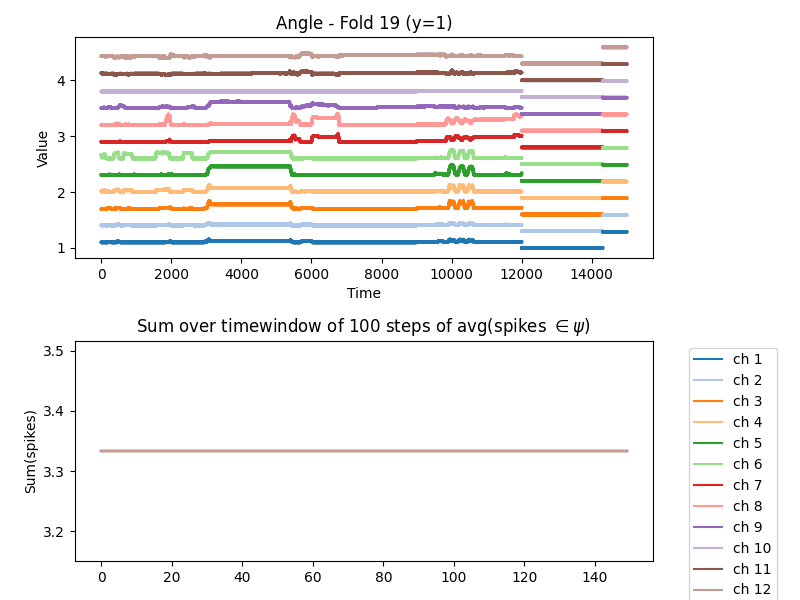 Angle - Fold 19 (y=1)
4
3
2
1
Value
0 2000 4000 6000 8000 10000 12000 14000
Time
Sum over timewindow of 100 steps of avg(spikes ∈ ψ)
3.5
3.4
3.3
3.2
Sum(spikes)
0 20 40 60 80 100 120 140
ch 1
ch 2
ch 3
ch 4
ch 5
ch 6
ch 7
ch 8
ch 9
ch 10
ch 11
ch 12